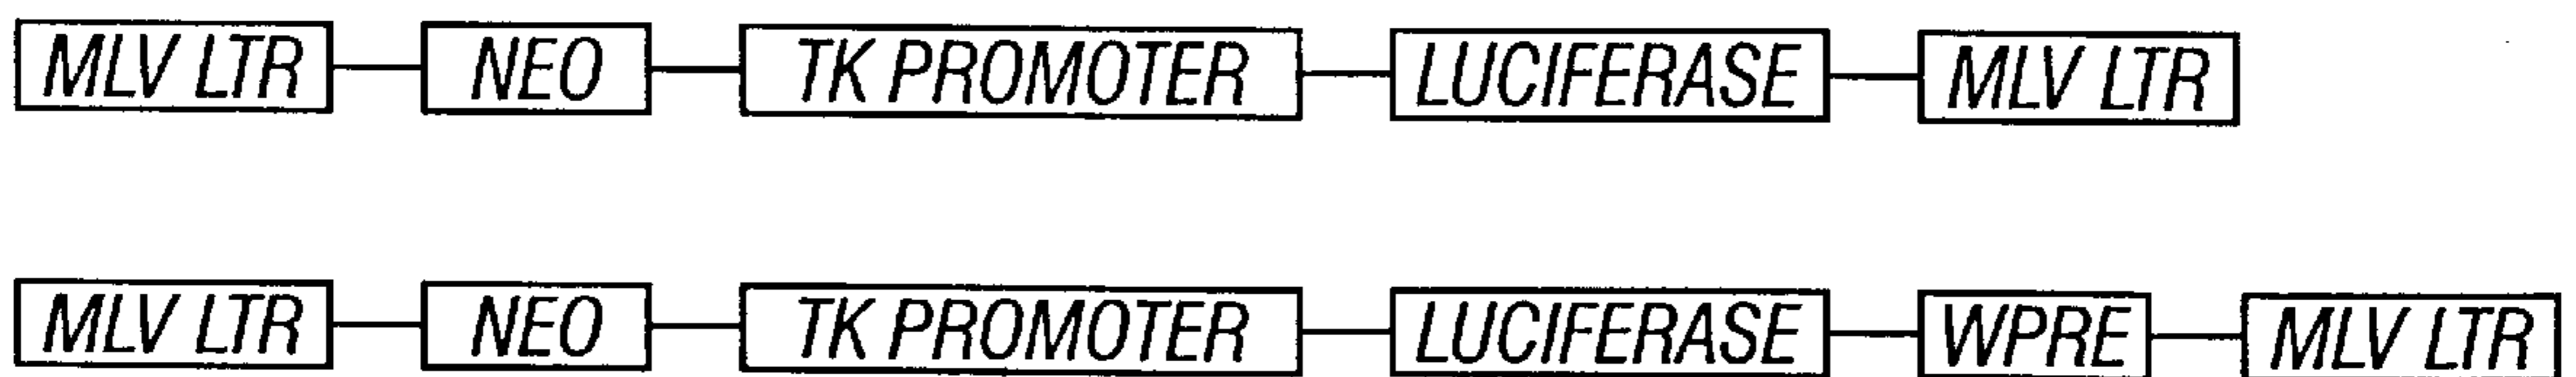 MLV LTR NEO TK PROMOTER LUCIFERASE MLV LTR
MLV LTR NEO TK PROMOTER LUCIFERASE WPRE MLV LTR